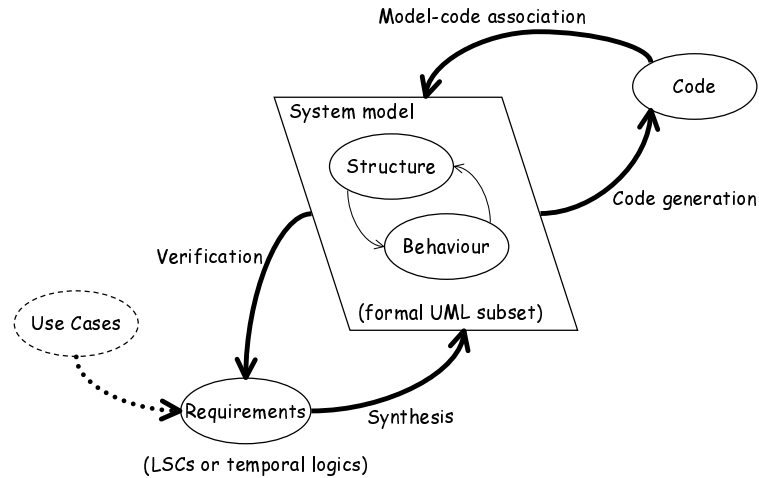 Model-code association
Code
System model
Structure
Code generation
Behaviour
Verification
(formal UML subset)
Use Cases
Requirements
Synthesis
(LSCs or temporal logics)